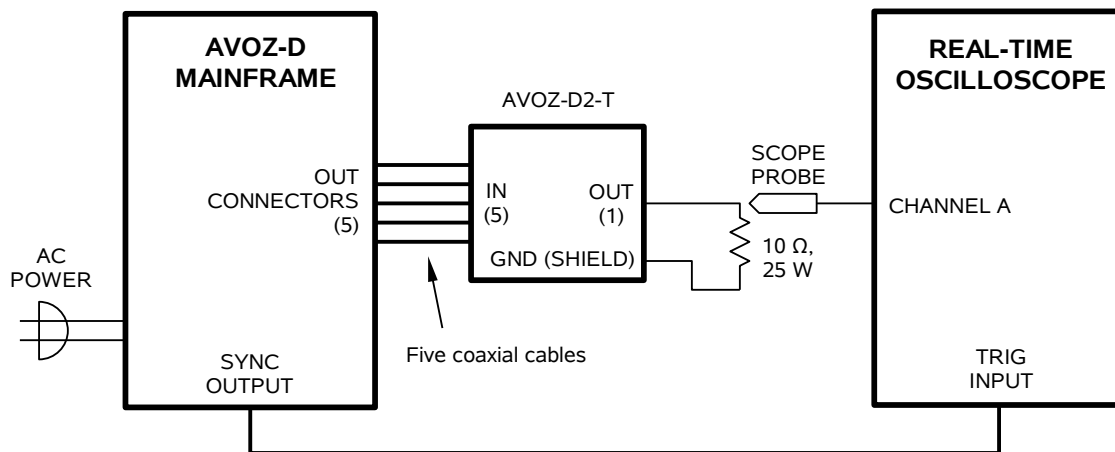 AVOZ-D
MAINFRAME
REAL-TIME
OSCILLOSCOPE
AVOZ-D2-T
SCOPE
PROBE
OUT
CONNECTORS
(5)
IN
(5)
OUT
(1)
GND (SHIELD)
CHANNEL A
10 Ω,
25 W
AC
POWER
Five coaxial cables
SYNC
OUTPUT
TRIG
INPUT